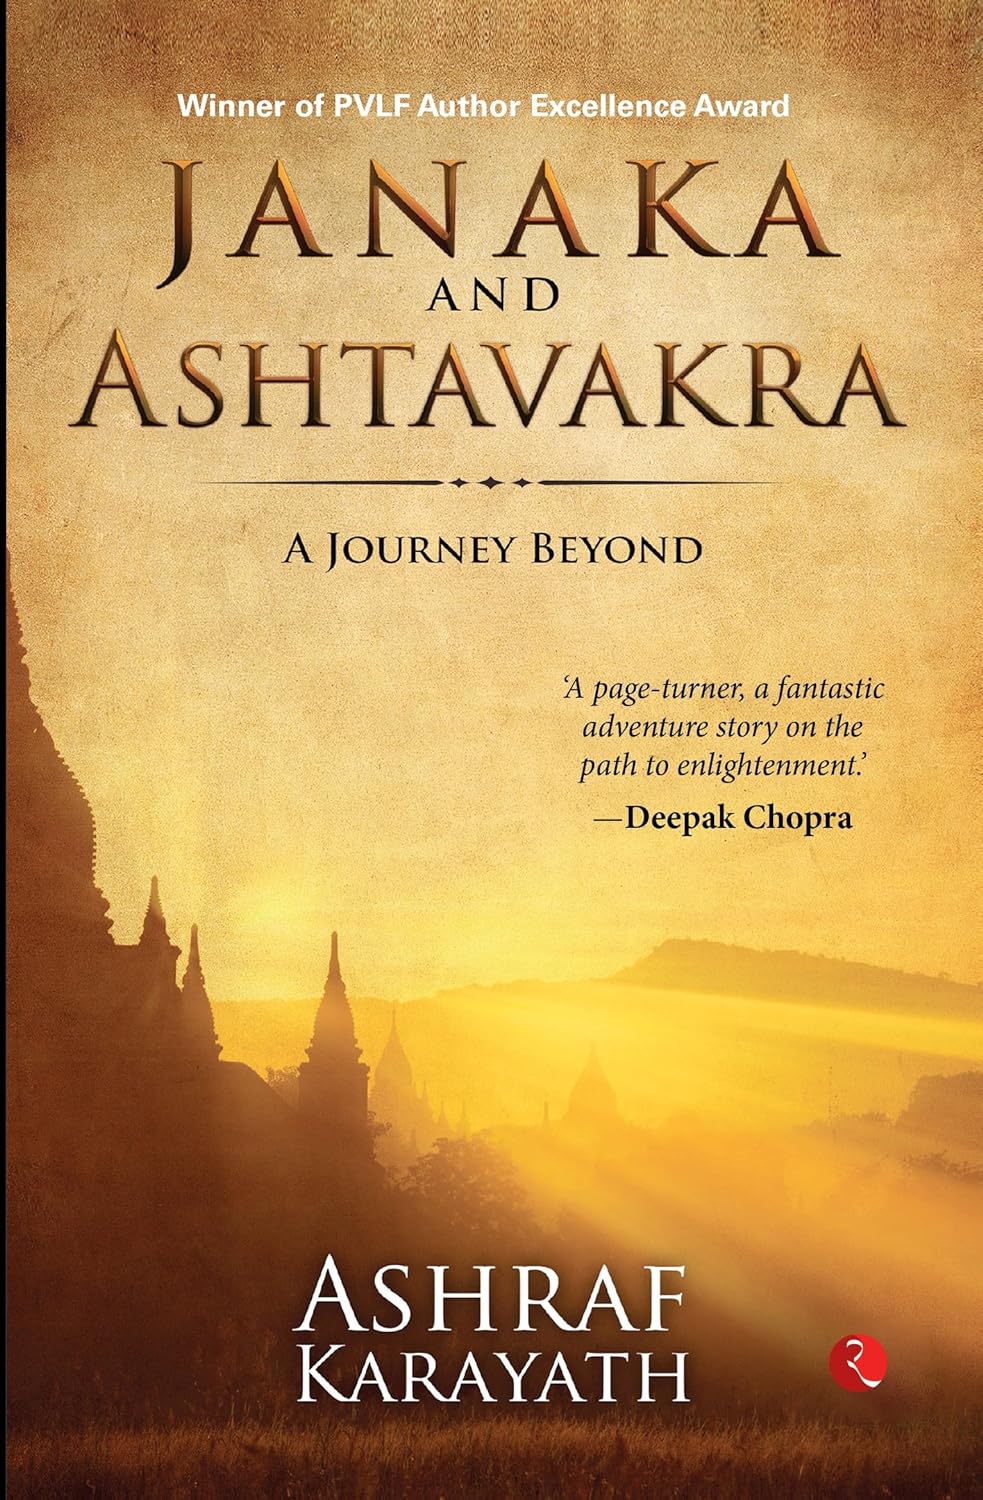 Winner of PVLF Author Excellence Award
JANAKA
AND
ASHTAVAKRA
A JOURNEY BEYOND
‘A page-turner, a fantastic
adventure story on the
path to enlightenment.’
—Deepak Chopra
ASHRAF
KARAYATH